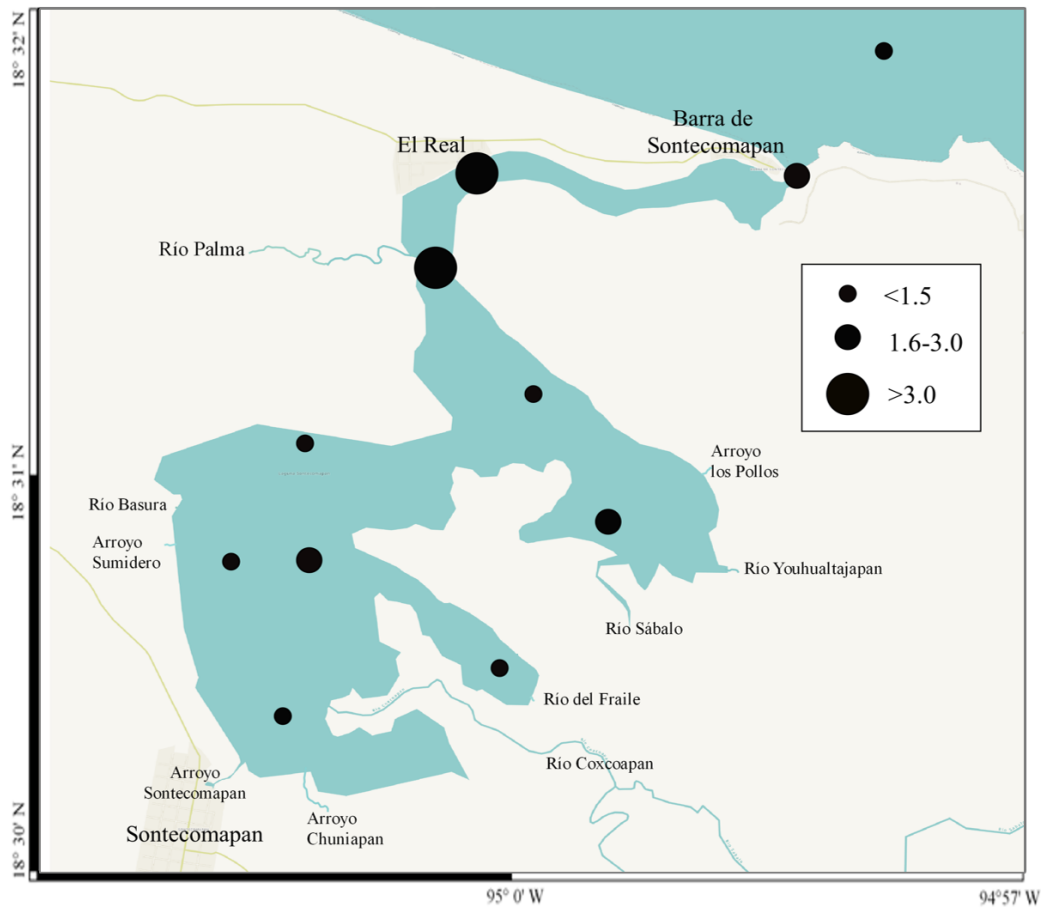 18° 32' N
Barra de
Sontecomapan
El Real
Río Palma
<1.5
1.6-3.0
>3.0
Arroyo
los Pollos
18° 31' N
Río Basura
Arroyo
Sumidero
Río Youhualtajapan
Río Sábalo
Río del Fraile
Río Coxcoapan
Arroyo
Sontecomapan
Arroyo
Chuniapan
Sontecomapan
18° 30' N
95° 0' W
94°57' W